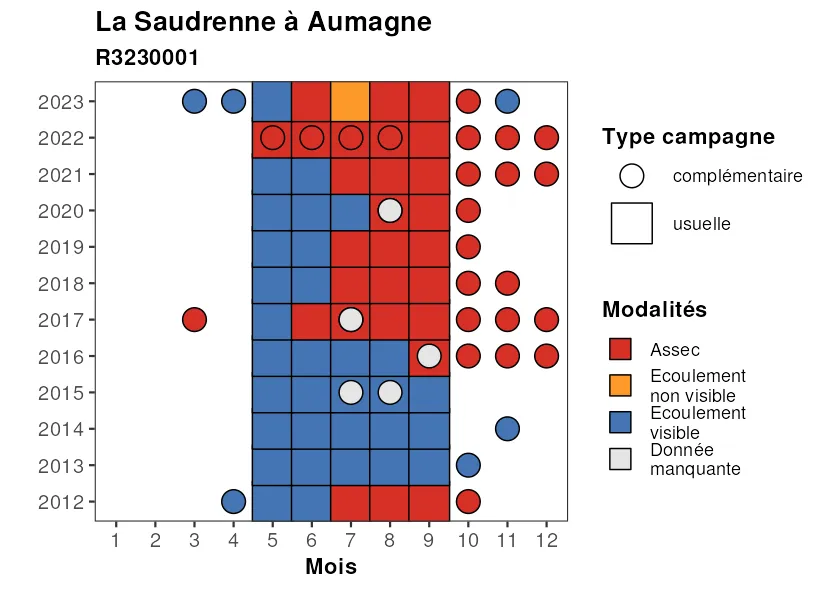 La Saudrenne à Aumagne
R3230001
2023
2022
2021
2020
2019
2018
2017
2016
2015
2014
2013
2012
1 2 3 4 5 6 7 8 9 10 11 12
Mois
Type campagne
complémentaire
usuelle
Modalités
Assec
Ecoulement
non visible
Ecoulement
visible
Donnée
manquante